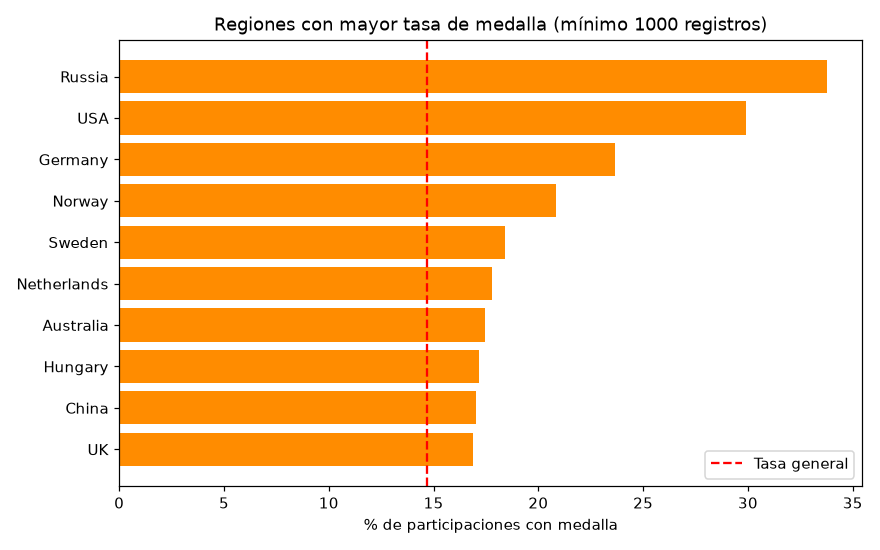 Regiones con mayor tasa de medalla (mínimo 1000 registros)
Russia
USA
Germany
Norway
Sweden
Netherlands
Australia
Hungary
China
UK
Tasa general
0 5 10 15 20 25 30 35
% de participaciones con medalla